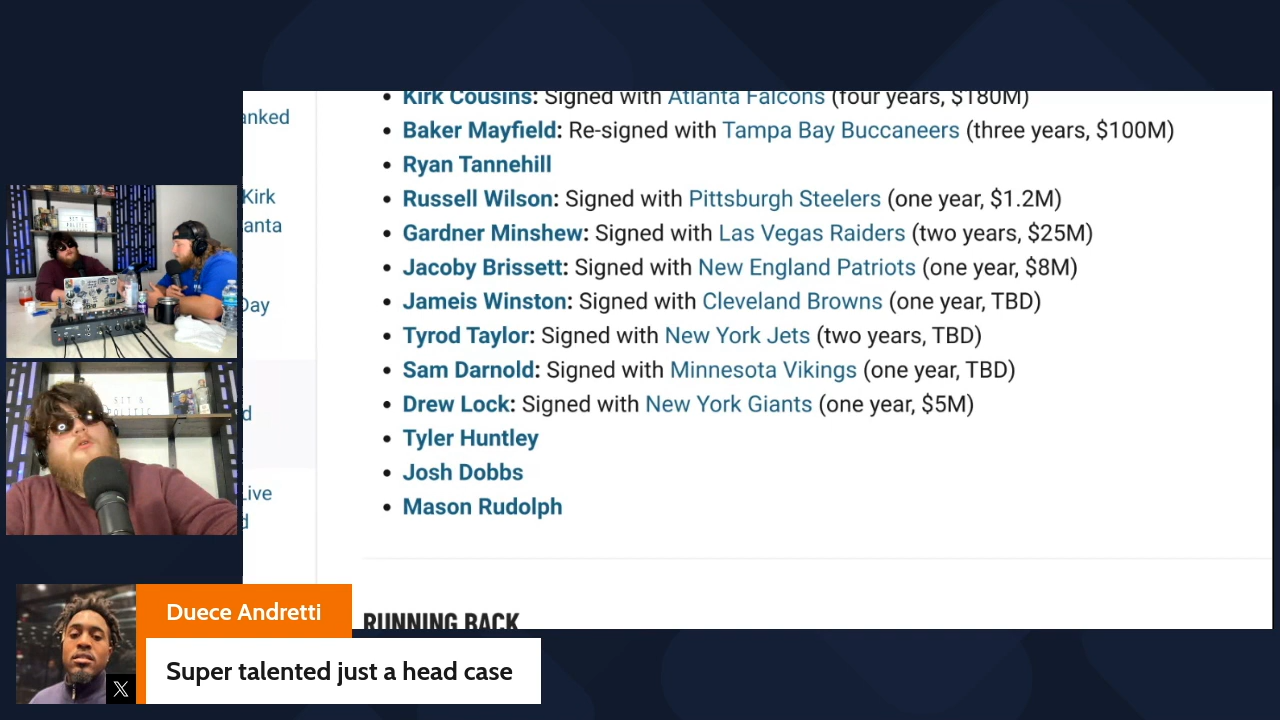 anked
Kirk
anta
Day
d
Live
d
Kirk Cousins: Signed with Atlanta Falcons (four years, $180M)
Baker Mayfield: Re-signed with Tampa Bay Buccaneers (three years, $100M)
Ryan Tannehill
Russell Wilson: Signed with Pittsburgh Steelers (one year, $1.2M)
Gardner Minshew: Signed with Las Vegas Raiders (two years, $25M)
Jacoby Brissett: Signed with New England Patriots (one year, $8M)
Jameis Winston: Signed with Cleveland Browns (one year, TBD)
Tyrod Taylor: Signed with New York Jets (two years, TBD)
Sam Darnold: Signed with Minnesota Vikings (one year, TBD)
Drew Lock: Signed with New York Giants (one year, $5M)
Tyler Huntley
Josh Dobbs
Mason Rudolph
RUNNING BACK
SIT &
POLITIC
Duece Andretti
Super talented just a head case